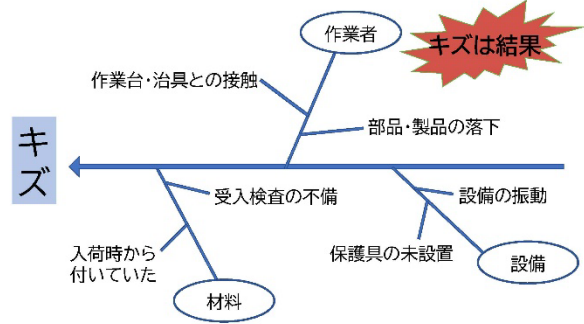 作業者
キズは結果
作業台・治具との接触
部品・製品の落下
キズ
受入検査の不備
設備の振動
入荷時から
付いていた
保護具の未設置
材料
設備